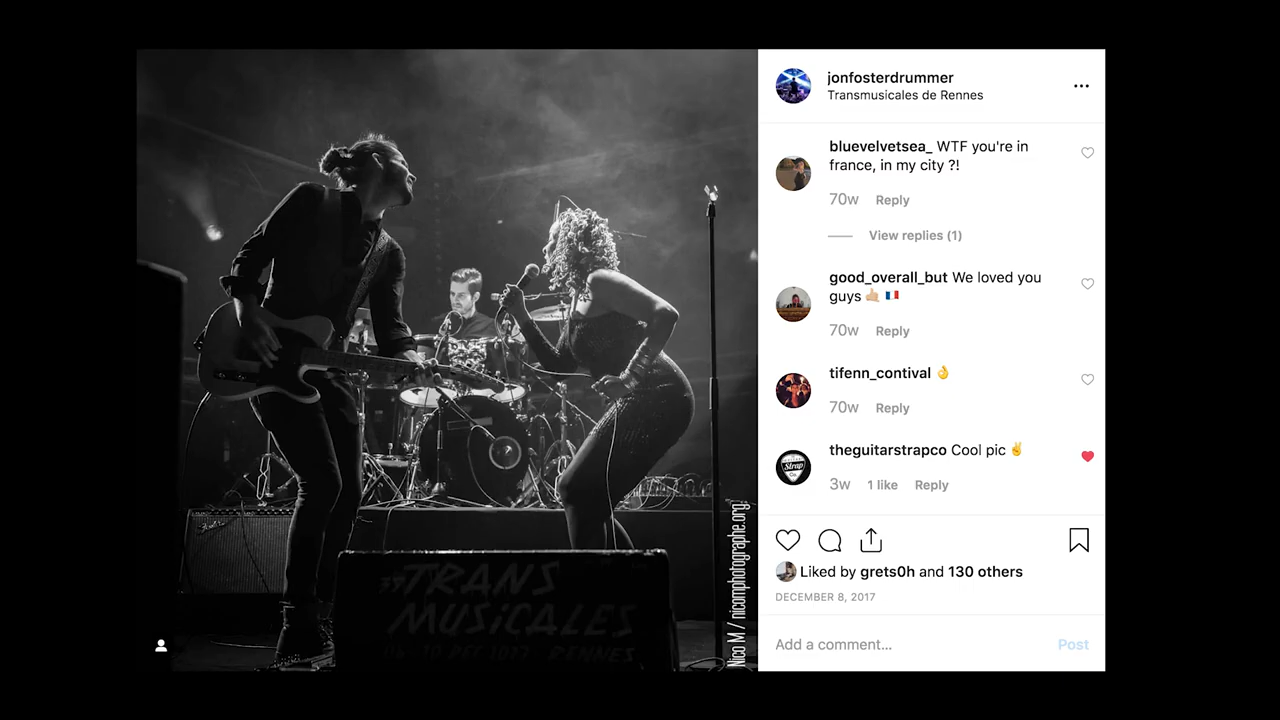 jonfosterdrummer
Transmusicales de Rennes
bluevelvetsea_ WTF you're in
france, in my city ?!
70w Reply
View replies (1)
good_overall_but We loved you
guys 🤙🏼 🇫🇷
70w Reply
tifenn_contival 👌
70w Reply
theguitarstrapco Cool pic ✌️
3w 1 like Reply
Liked by grets0h and 130 others
DECEMBER 8, 2017
Add a comment...
Post
Nico M / nicomphotographe.org
TRANS
MUSICALES
RENNES
Strap